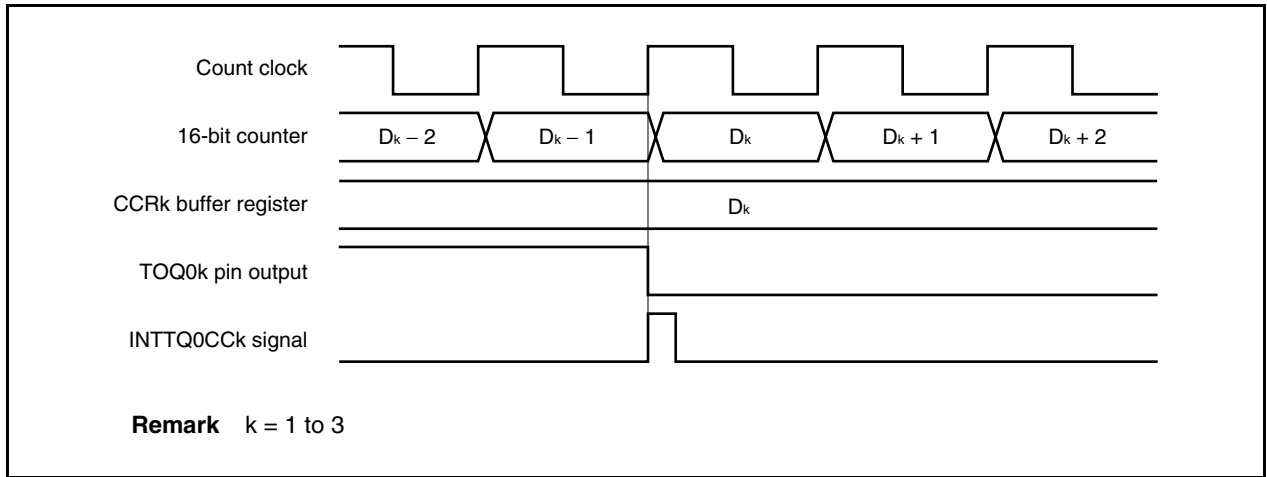 Count clock
16-bit counter Dk − 2 Dk − 1 Dk Dk + 1 Dk + 2
CCRk buffer register Dk
TOQ0k pin output
INTTQ0CCk signal
Remark k = 1 to 3